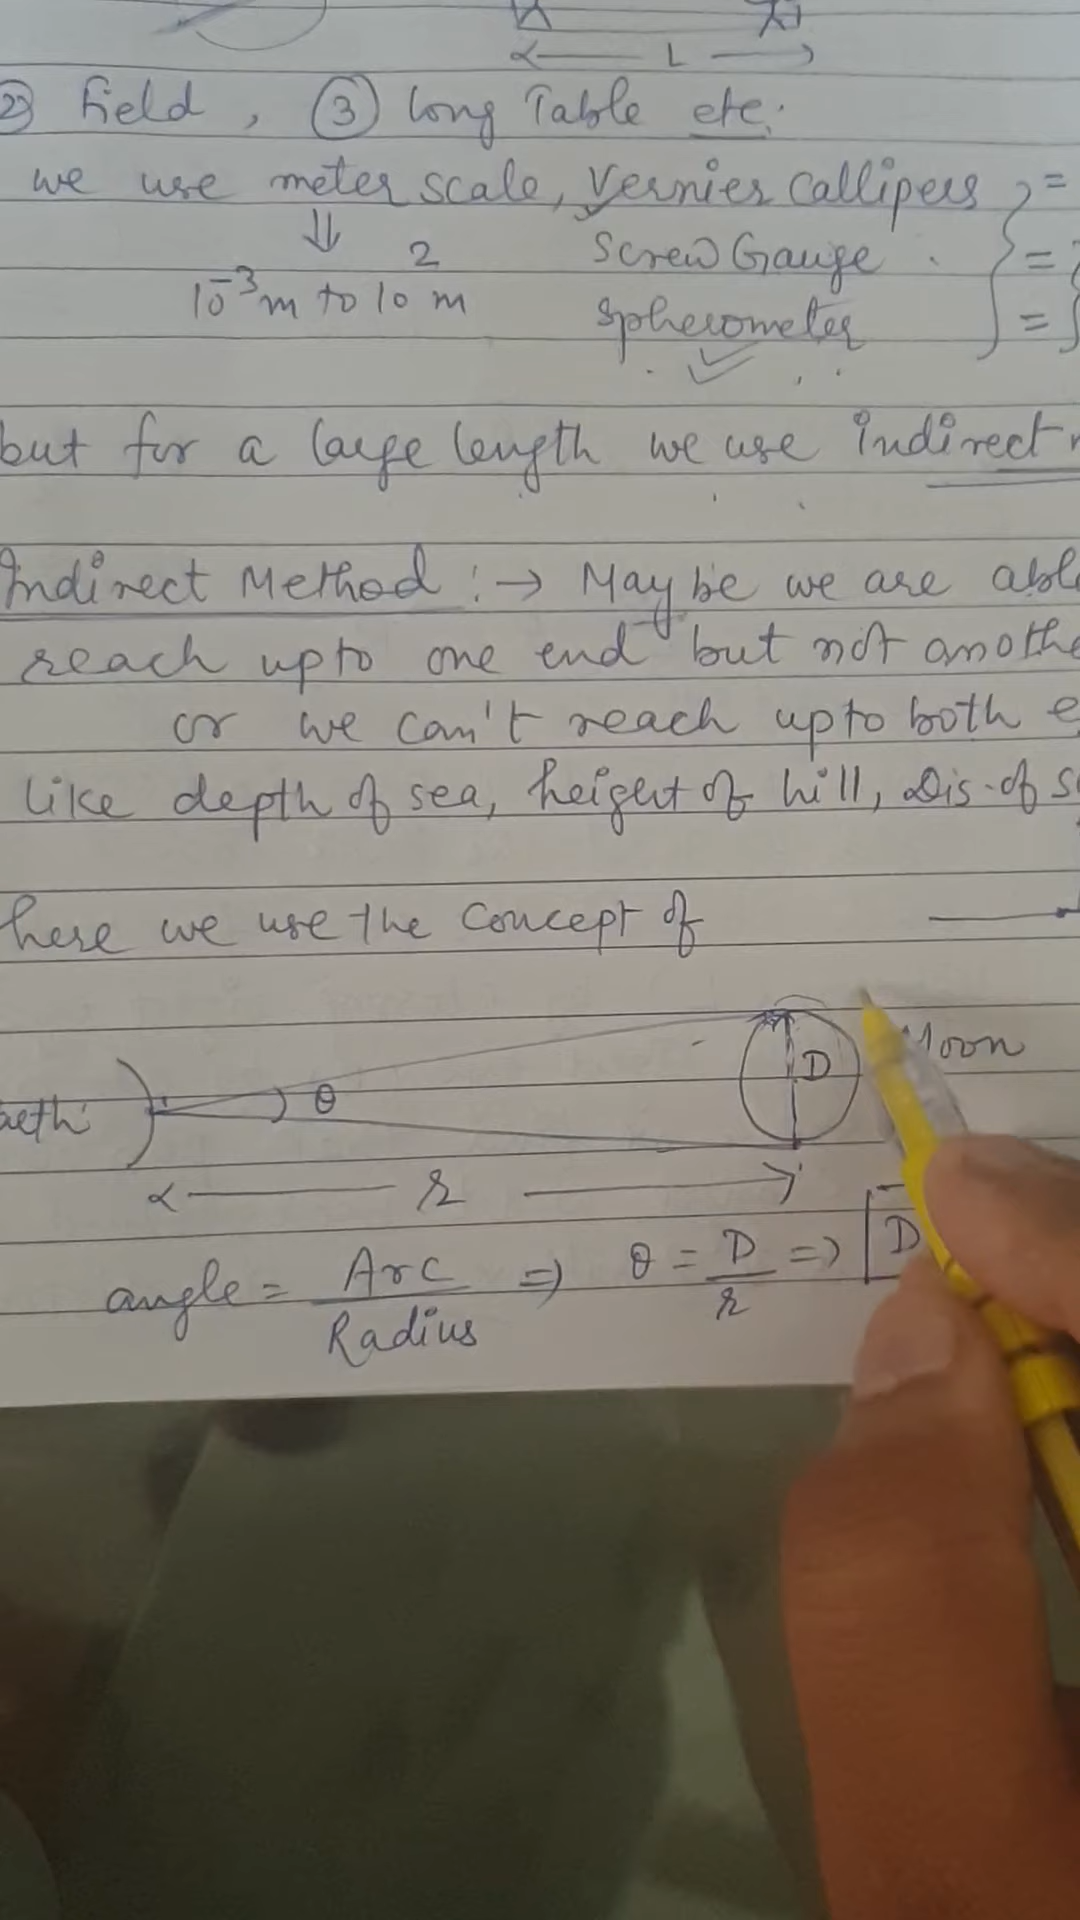 L
② field, ③ long Table etc.
we use meter scale, Vernier Callipers, =
⇓ Screw Gauge =
10⁻³m to 10² m Spherometer =
but for a large length we use indirect
Indirect Method :→ May be we are
reach upto one end but not
or we can't reach upto both
like depth of sea, height of hill, Dis. of
here we use the concept of
Moon
D
θ
r
angle = Arc / Radius ⇒ θ = D / r ⇒ D